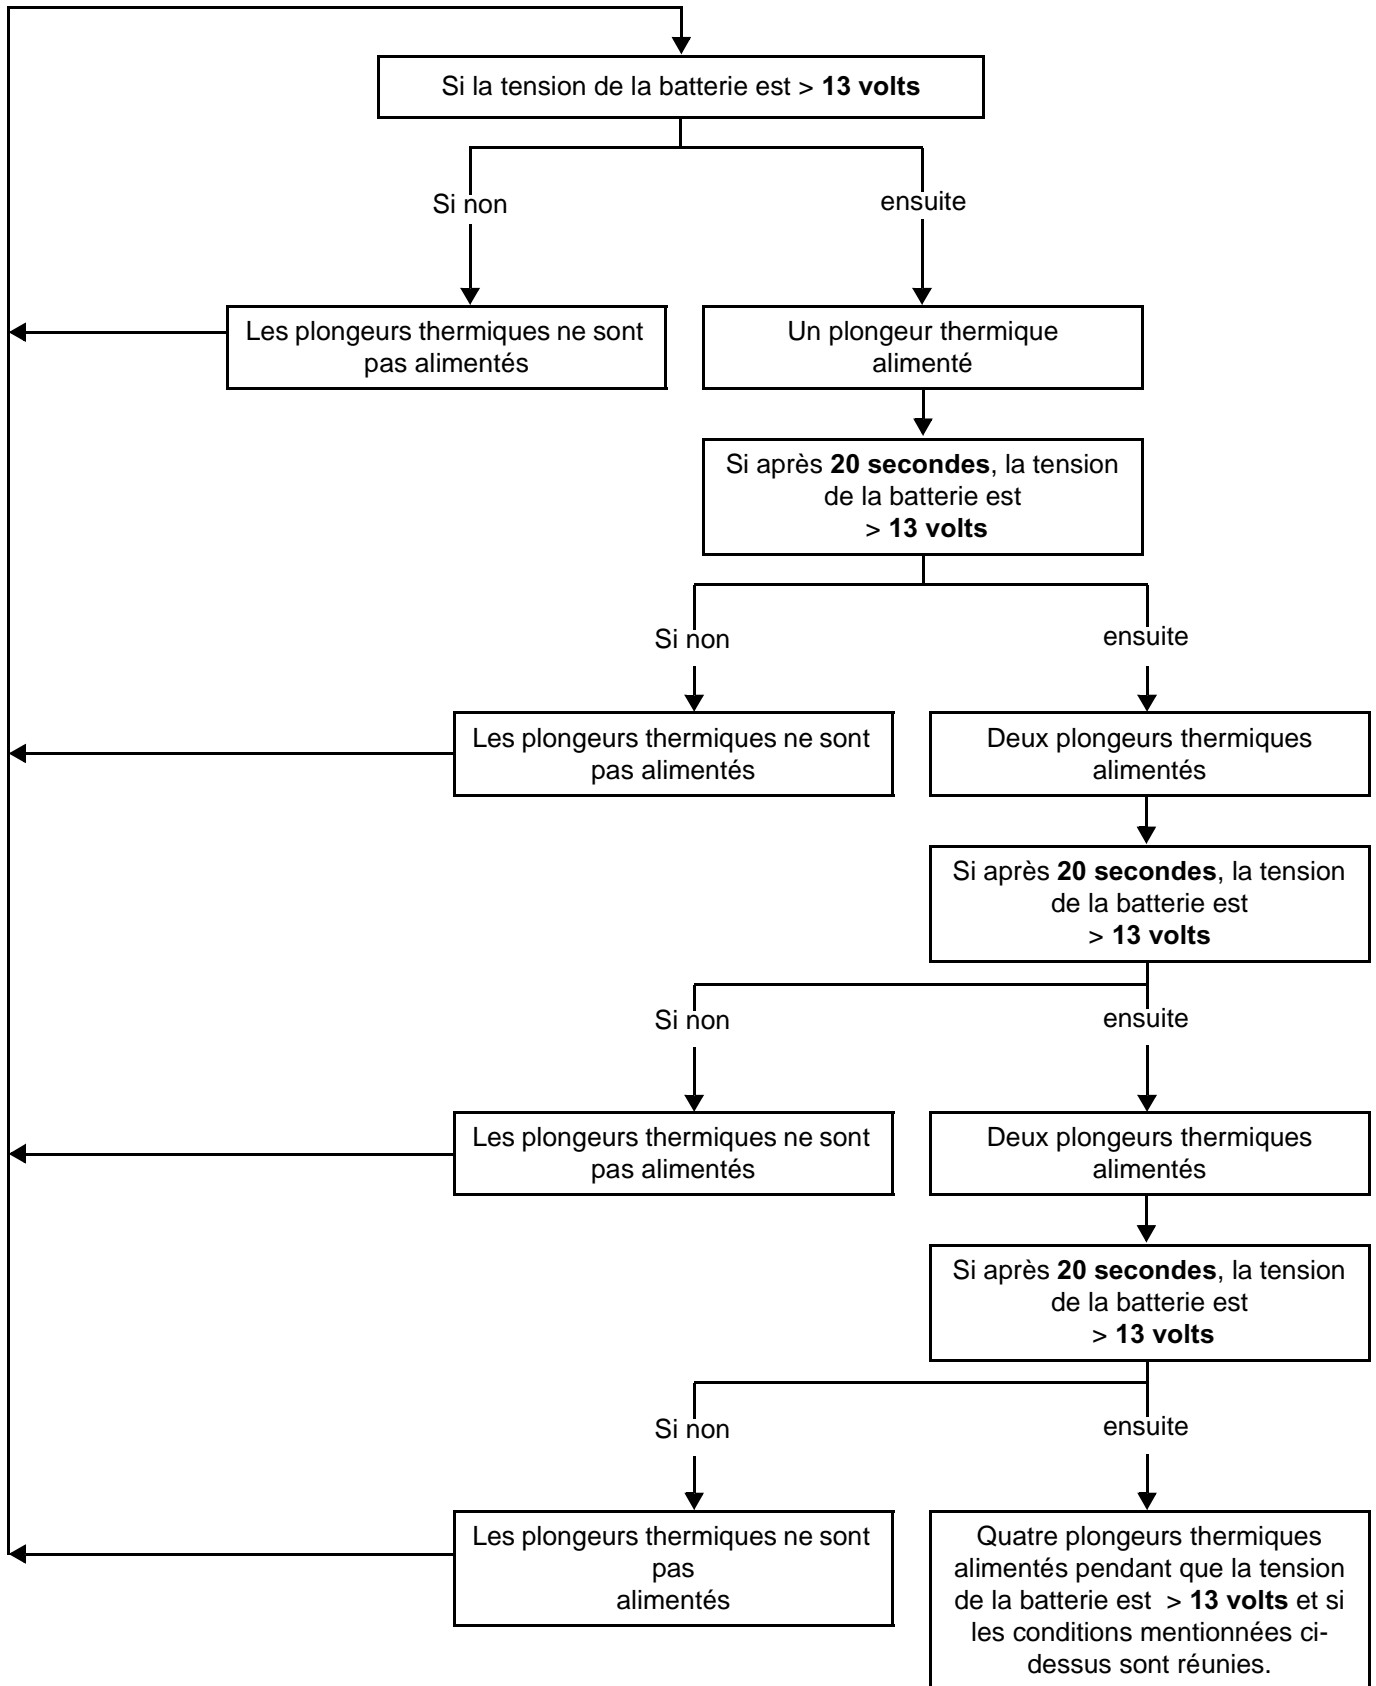 Si la tension de la batterie est > 13 volts
Si non
ensuite
Les plongeurs thermiques ne sont
pas alimentés
Un plongeur thermique
alimenté
Si après 20 secondes, la tension
de la batterie est
> 13 volts
Si non
ensuite
Les plongeurs thermiques ne sont
pas alimentés
Deux plongeurs thermiques
alimentés
Si après 20 secondes, la tension
de la batterie est
> 13 volts
Si non
ensuite
Les plongeurs thermiques ne sont
pas alimentés
Deux plongeurs thermiques
alimentés
Si après 20 secondes, la tension
de la batterie est
> 13 volts
Si non
ensuite
Les plongeurs thermiques ne sont
pas
alimentés
Quatre plongeurs thermiques
alimentés pendant que la tension
de la batterie est > 13 volts et si
les conditions mentionnées ci-
dessus sont réunies.